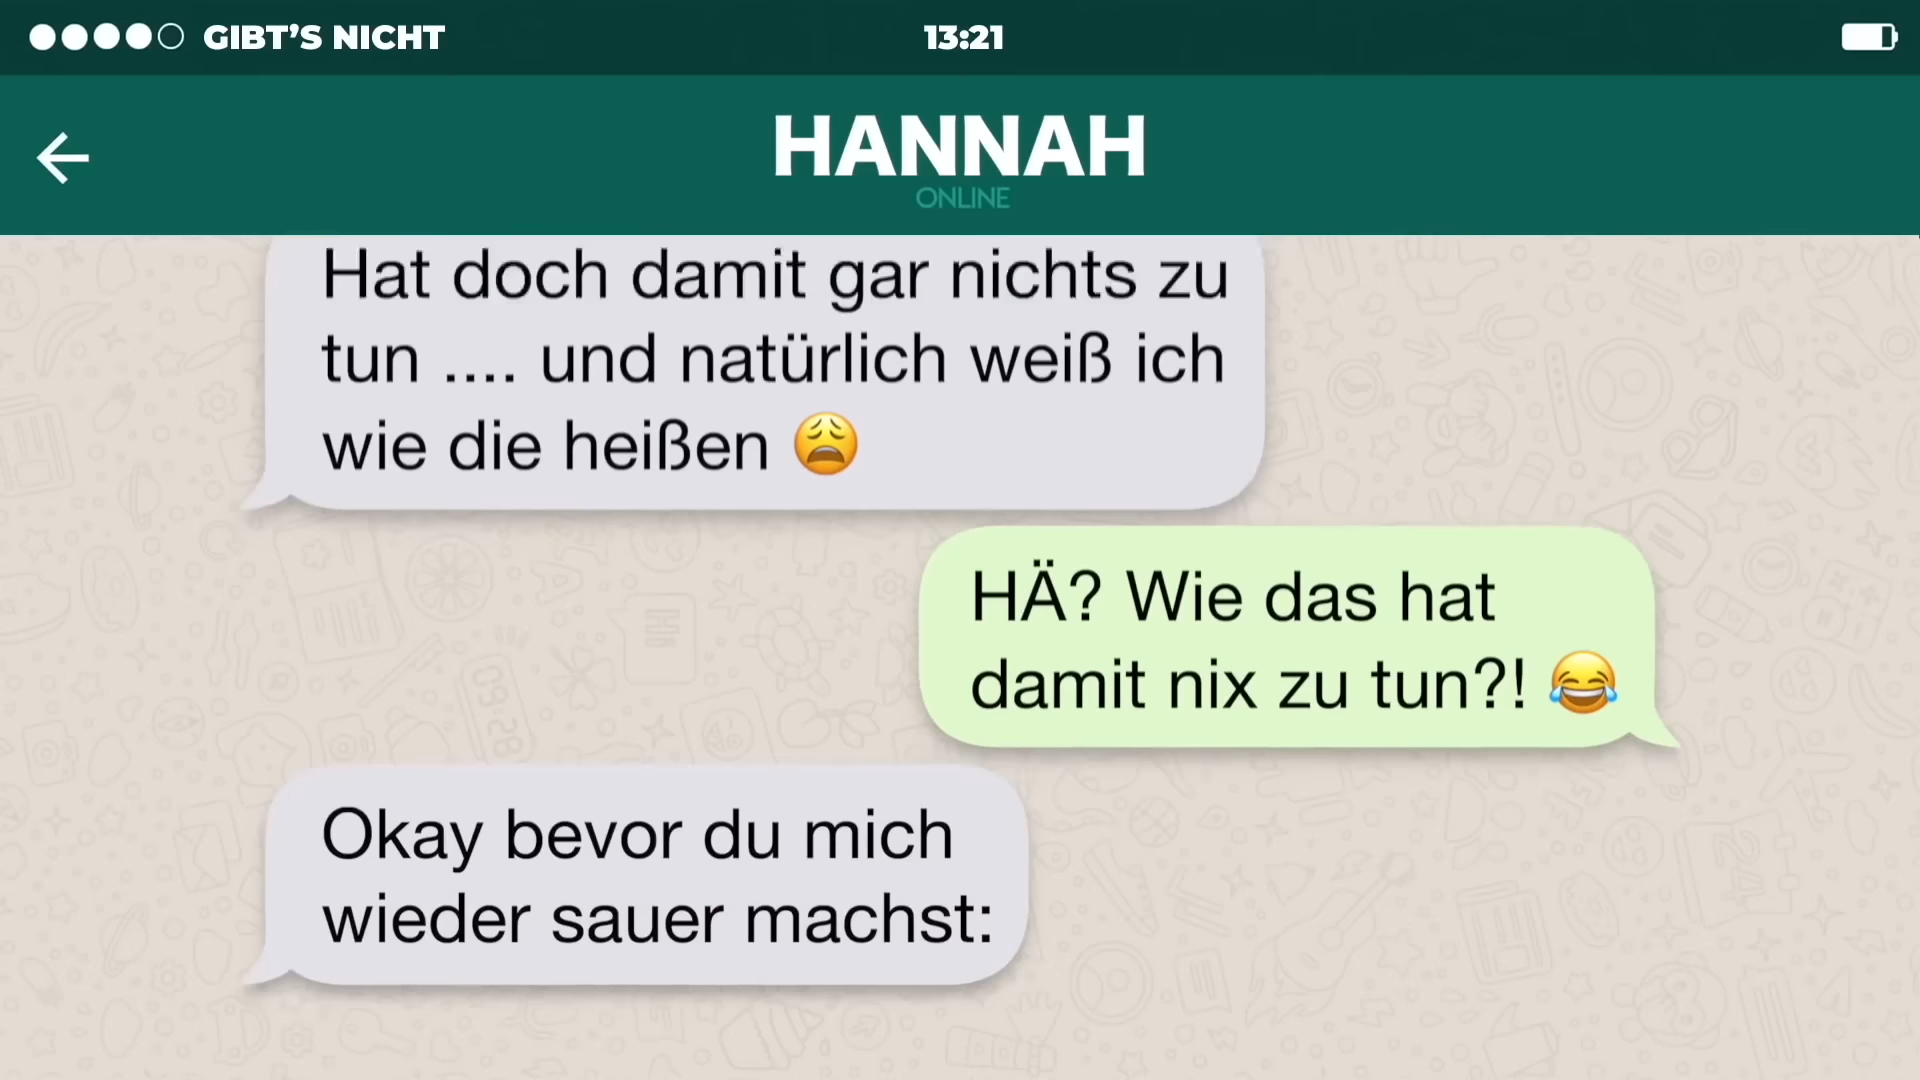 GIBT’S NICHT
13:21
HANNAH
ONLINE
Hat doch damit gar nichts zu
tun .... und natürlich weiß ich
wie die heißen 😩
HÄ? Wie das hat
damit nix zu tun?! 😂
Okay bevor du mich
wieder sauer machst: